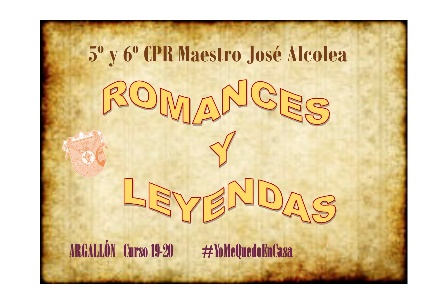 5º y 6º CPR Maestro José Alcolea
ROMANCES
Y
LEYENDAS
ARGALLÓN Curso 19-20 #YoMeQuedoEnCasa